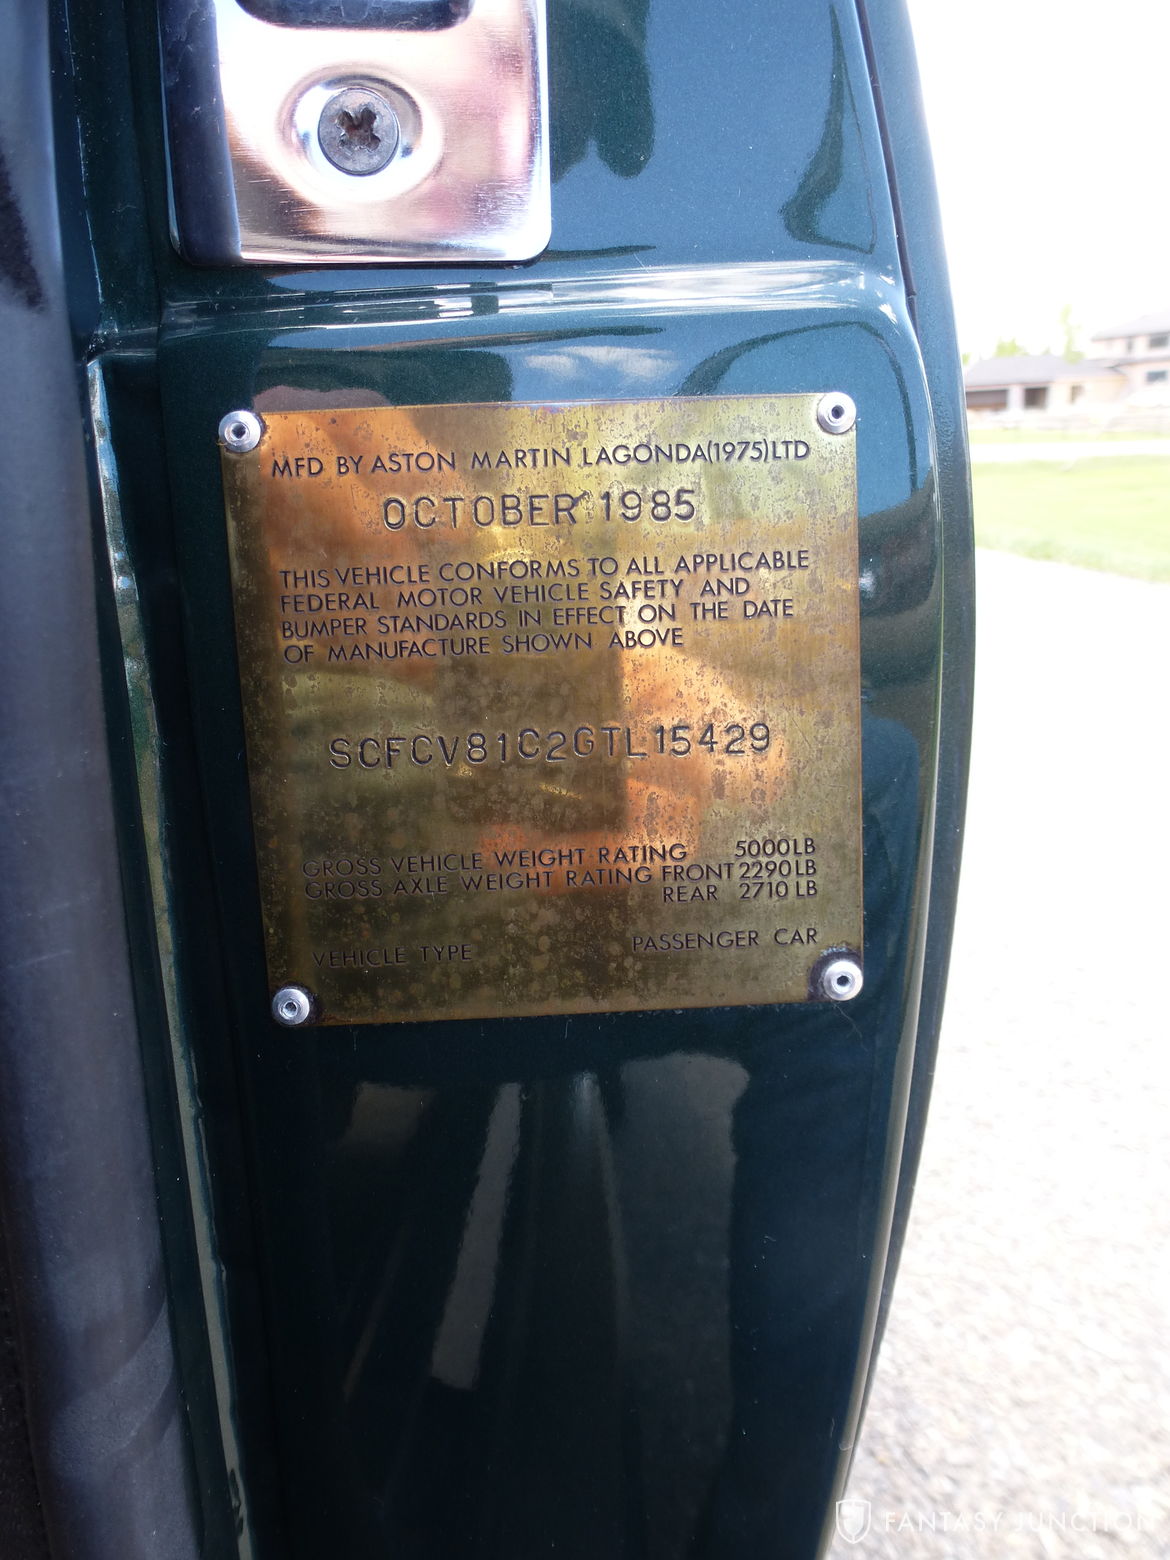 MFD BY ASTON MARTIN LAGONDA(1975)LTD
OCTOBER 1985
THIS VEHICLE CONFORMS TO ALL APPLICABLE
FEDERAL MOTOR VEHICLE SAFETY AND
BUMPER STANDARDS IN EFFECT ON THE DATE
OF MANUFACTURE SHOWN ABOVE
SCFCV81C2GTL15429
GROSS VEHICLE WEIGHT RATING 5000LB
GROSS AXLE WEIGHT RATING FRONT 2290LB
REAR 2710LB
VEHICLE TYPE PASSENGER CAR
FANTASY JUNCTION